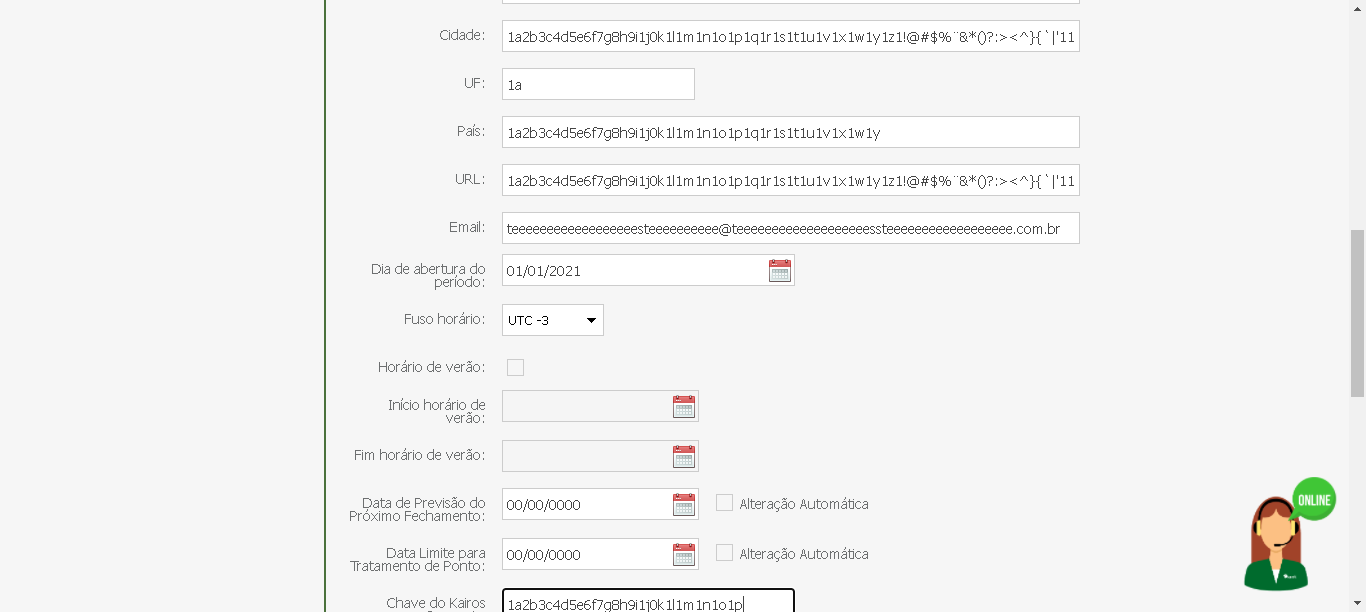 Cidade: 1a2b3c4d5e6f7g8h9i1j0k1l1m1n1o1p1q1r1s1t1u1v1x1w1y1z1!@#$%¨&*()?:><^}{`|'11
UF: 1a
País: 1a2b3c4d5e6f7g8h9i1j0k1l1m1n1o1p1q1r1s1t1u1v1x1w1y
URL: 1a2b3c4d5e6f7g8h9i1j0k1l1m1n1o1p1q1r1s1t1u1v1x1w1y1z1!@#$%¨&*()?:><^}{`|'11
Email: teeeeeeeeeeeeeeeeeesteeeeeeeeee@teeeeeeeeeeeeeeeeeeessteeeeeeeeeeeeeeeeee.com.br
Dia de abertura do
período: 01/01/2021
Fuso horário: UTC -3
Horário de verão:
Início horário de
verão:
Fim horário de verão:
Data de Previsão do
Próximo Fechamento: 00/00/0000 Alteração Automática
Data Limite para
Tratamento de Ponto: 00/00/0000 Alteração Automática
Chave do Kairos 1a2b3c4d5e6f7g8h9i1j0k1l1m1n1o1p
ONLINE